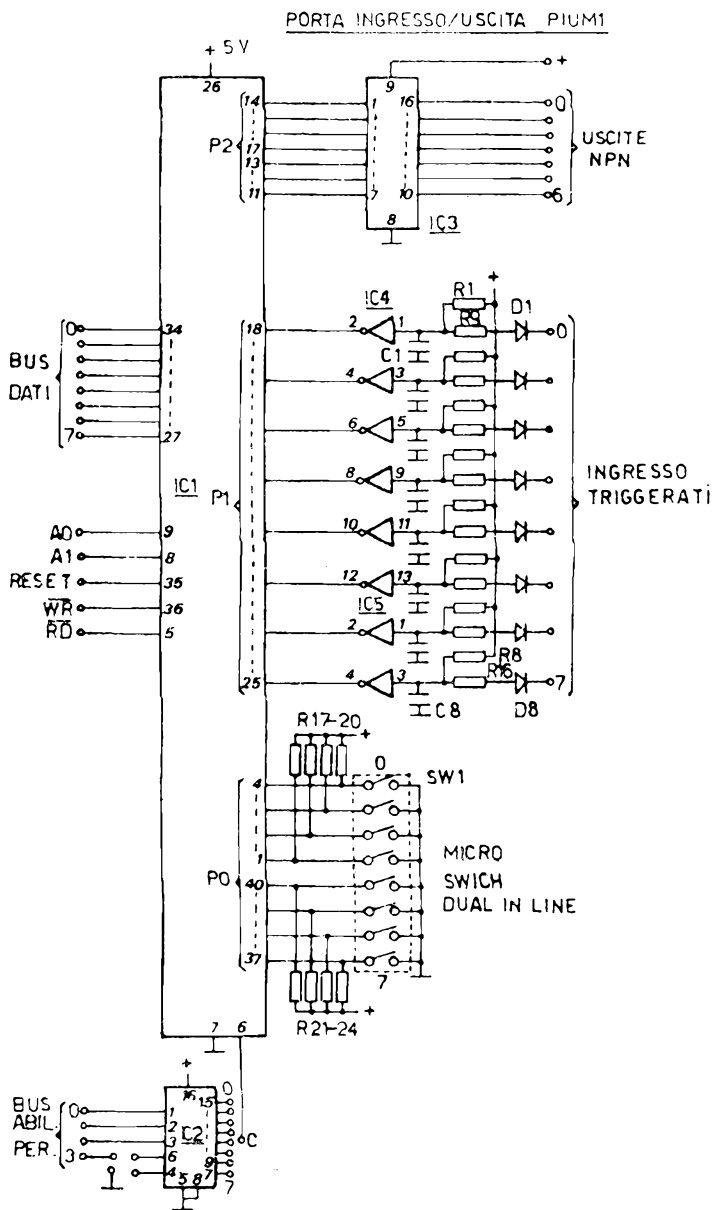 PORTA INGRESSO/USCITA PIUM1
+ 5V
26
P2
14
17
13
11
9
+
1
16
0
7
10
6
8
IC3
USCITE
NPN
BUS
DATI
0
7
34
27
IC1
A0
9
A1
8
RESET
35
WR
36
RD
5
P1
18
25
IC4
2
1
C1
R1
R9
+
D1
0
4
3
6
5
8
9
10
11
12
13
IC5
2
1
4
3
C8
R8
R16
D8
7
INGRESSO
TRIGGERATI
R17-20
+
P0
4
1
40
37
0
SW1
MICRO
SWICH
DUAL IN LINE
7
R21-24
+
7
6
+
BUS
ABIL.
PER.
0
3
1
2
3
6
4
16
15
IC2
9
7
5
8
0
7
C